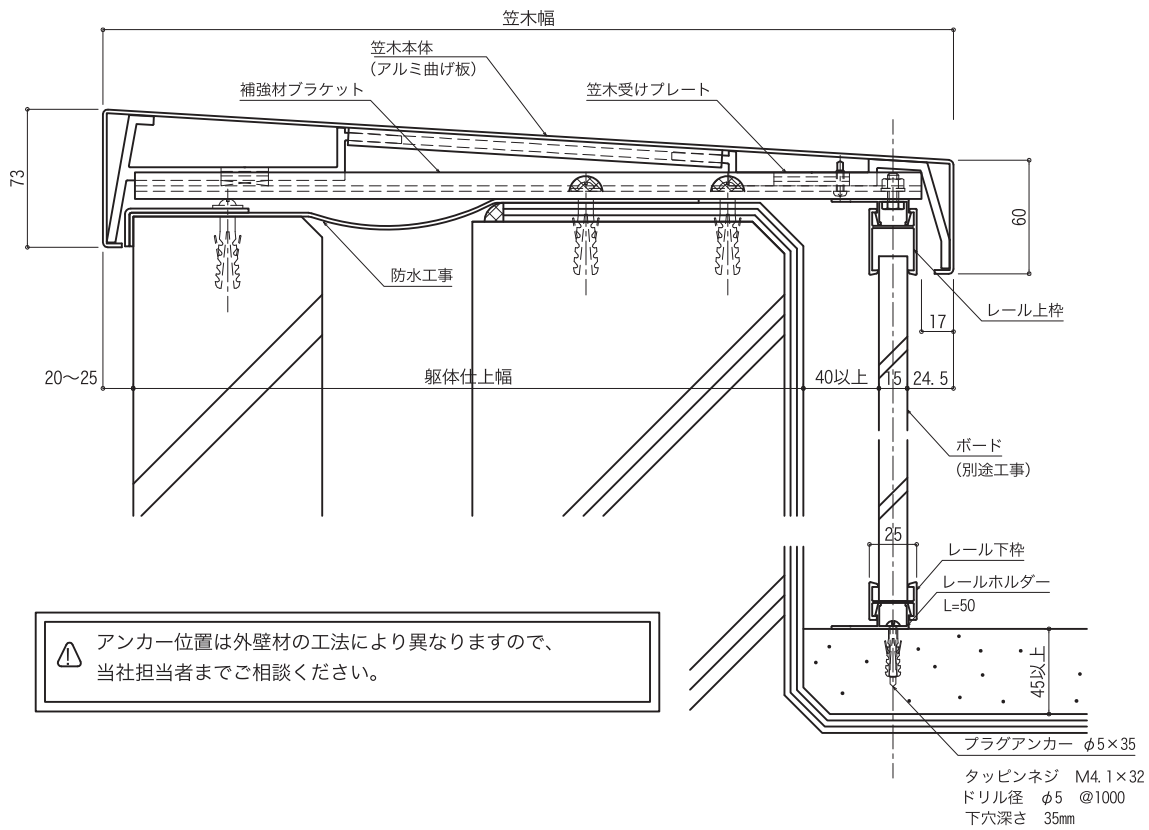 笠木幅
笠木本体
(アルミ曲げ板)
補強材ブラケット
笠木受けプレート
73
60
防水工事
レール上枠
17
20〜25
躯体仕上幅
40以上
15
24.5
ボード
(別途工事)
25
レール下枠
レールホルダー
L=50
アンカー位置は外壁材の工法により異なりますので、
当社担当者までご相談ください。
45以上
プラグアンカー φ5×35
タッピンネジ M4.1×32
ドリル径 φ5 @1000
下穴深さ 35mm